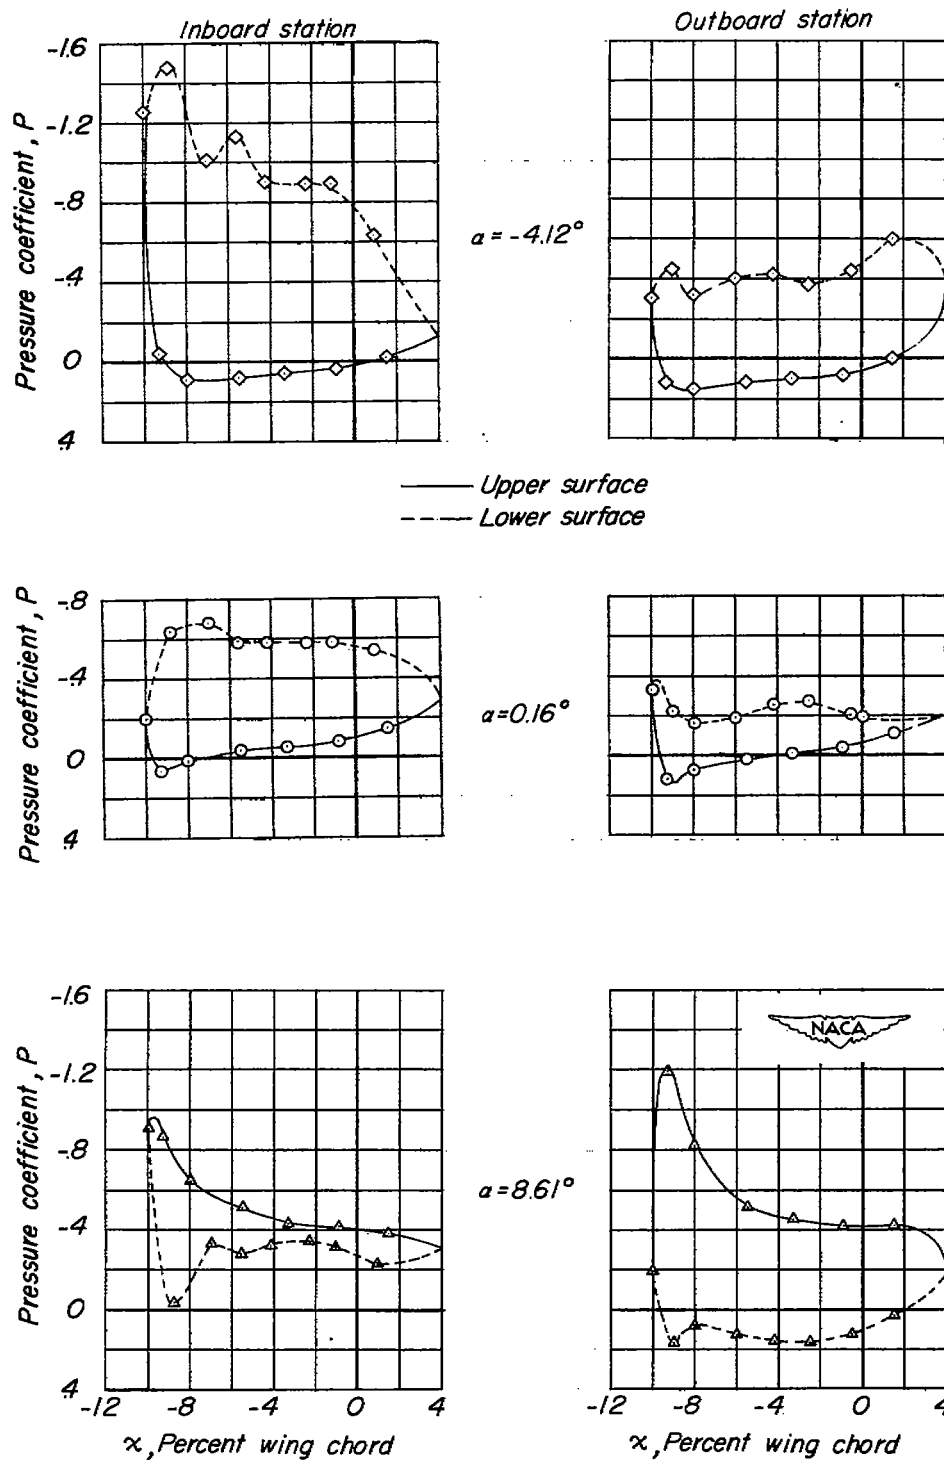 Inboard station
Outboard station
-1.6
-1.2
-.8
-.4
0
.4
Pressure coefficient, P
α = -4.12°
Upper surface
Lower surface
-.8
-.4
0
.4
Pressure coefficient, P
α=0.16°
-1.6
-1.2
-.8
-.4
0
.4
Pressure coefficient, P
NACA
α=8.61°
-12 -8 -4 0 4
-12 -8 -4 0 4
x, Percent wing chord
x, Percent wing chord